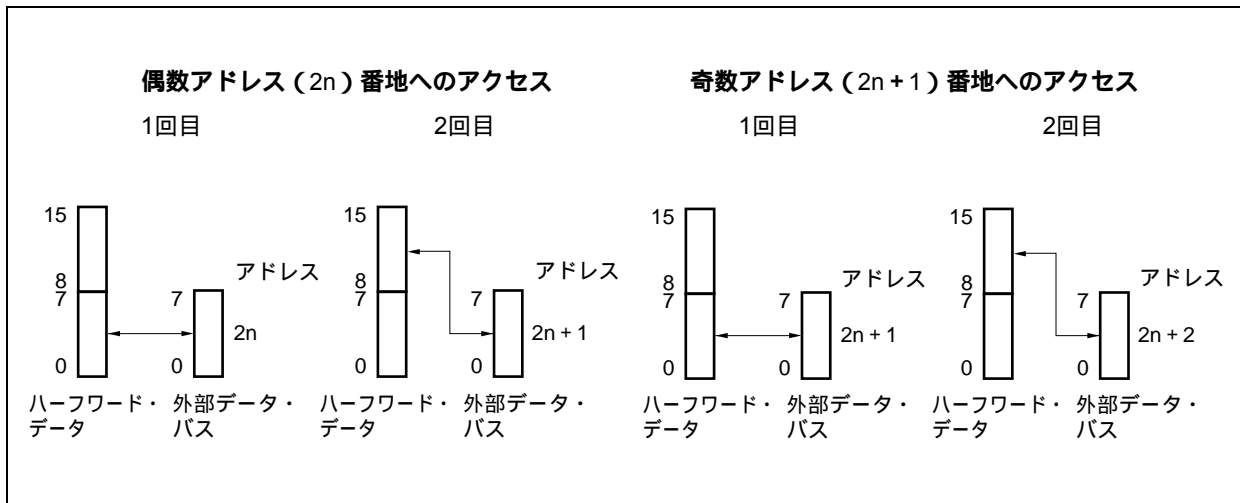 偶数アドレス（2n）番地へのアクセス
1回目
2回目
15
8
7
0
アドレス
7
0
2n
ハーフワード・
データ
外部データ・
バス
15
8
7
0
アドレス
7
0
2n + 1
ハーフワード・
データ
外部データ・
バス
奇数アドレス（2n + 1）番地へのアクセス
1回目
2回目
15
8
7
0
アドレス
7
0
2n + 1
ハーフワード・
データ
外部データ・
バス
15
8
7
0
アドレス
7
0
2n + 2
ハーフワード・
データ
外部データ・
バス